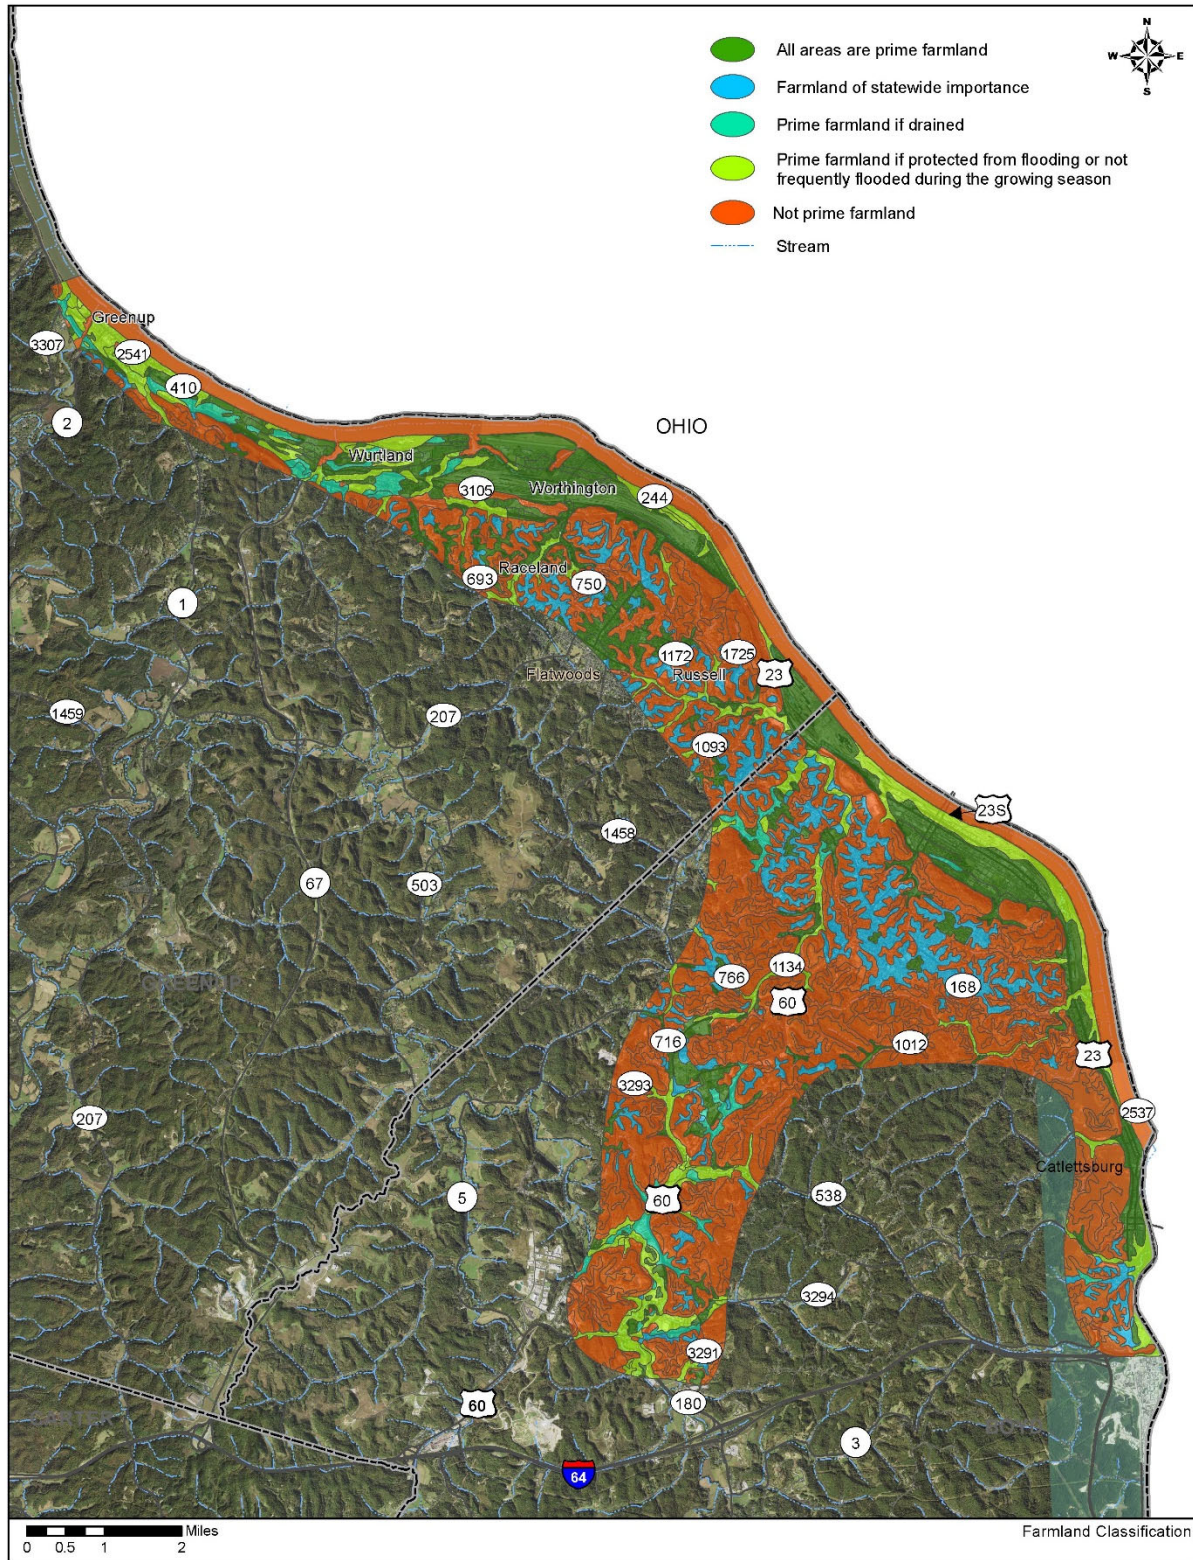 N
W E
S
All areas are prime farmland
Farmland of statewide importance
Prime farmland if drained
Prime farmland if protected from flooding or not
frequently flooded during the growing season
Not prime farmland
Stream
Greenup
3307
2541
410
2
OHIO
Wurtland
3105
Worthington
244
Raceland
693
750
1
1172
1725
Flatwoods
Russell
23
1459
207
1093
23S
1458
67
503
GREENUP
766
1134
168
60
716
1012
23
3293
207
2537
Catlettsburg
60
538
5
3294
3291
60
180
CARTER
BOYD
3
64
Miles
0 0.5 1 2
Farmland Classification